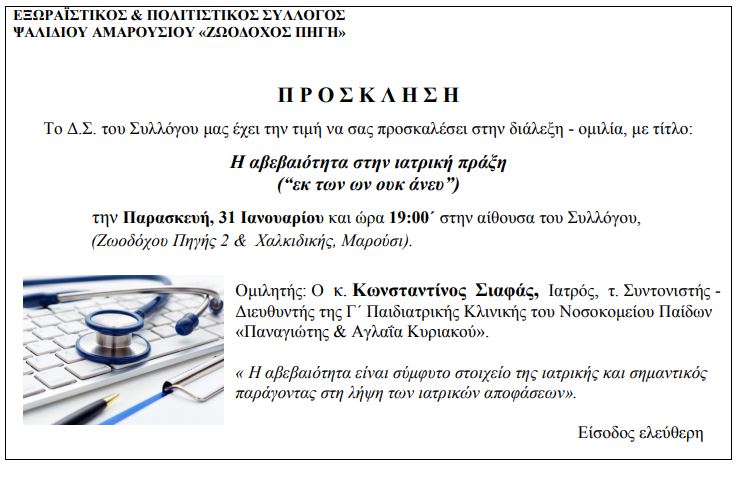 ΕΞΩΡΑΪΣΤΙΚΟΣ & ΠΟΛΙΤΙΣΤΙΚΟΣ ΣΥΛΛΟΓΟΣ
ΨΑΛΙΔΙΟΥ ΑΜΑΡΟΥΣΙΟΥ «ΖΩΟΔΟΧΟΣ ΠΗΓΗ»
Π Ρ Ο Σ Κ Λ Η Σ Η
Το Δ.Σ. του Συλλόγου μας έχει την τιμή να σας προσκαλέσει στην διάλεξη - ομιλία, με τίτλο:
Η αβεβαιότητα στην ιατρική πράξη
(“εκ των ων ουκ άνευ”)
την Παρασκευή, 31 Ιανουαρίου και ώρα 19:00΄ στην αίθουσα του Συλλόγου,
(Ζωοδόχου Πηγής 2 & Χαλκιδικής, Μαρούσι).
Ομιλητής: Ο κ. Κωνσταντίνος Σιαφάς, Ιατρός, τ. Συντονιστής -
Διευθυντής της Γ΄ Παιδιατρικής Κλινικής του Νοσοκομείου Παίδων
«Παναγιώτης & Αγλαΐα Κυριακού».
« Η αβεβαιότητα είναι σύμφυτο στοιχείο της ιατρικής και σημαντικός
παράγοντας στη λήψη των ιατρικών αποφάσεων».
Είσοδος ελεύθερη